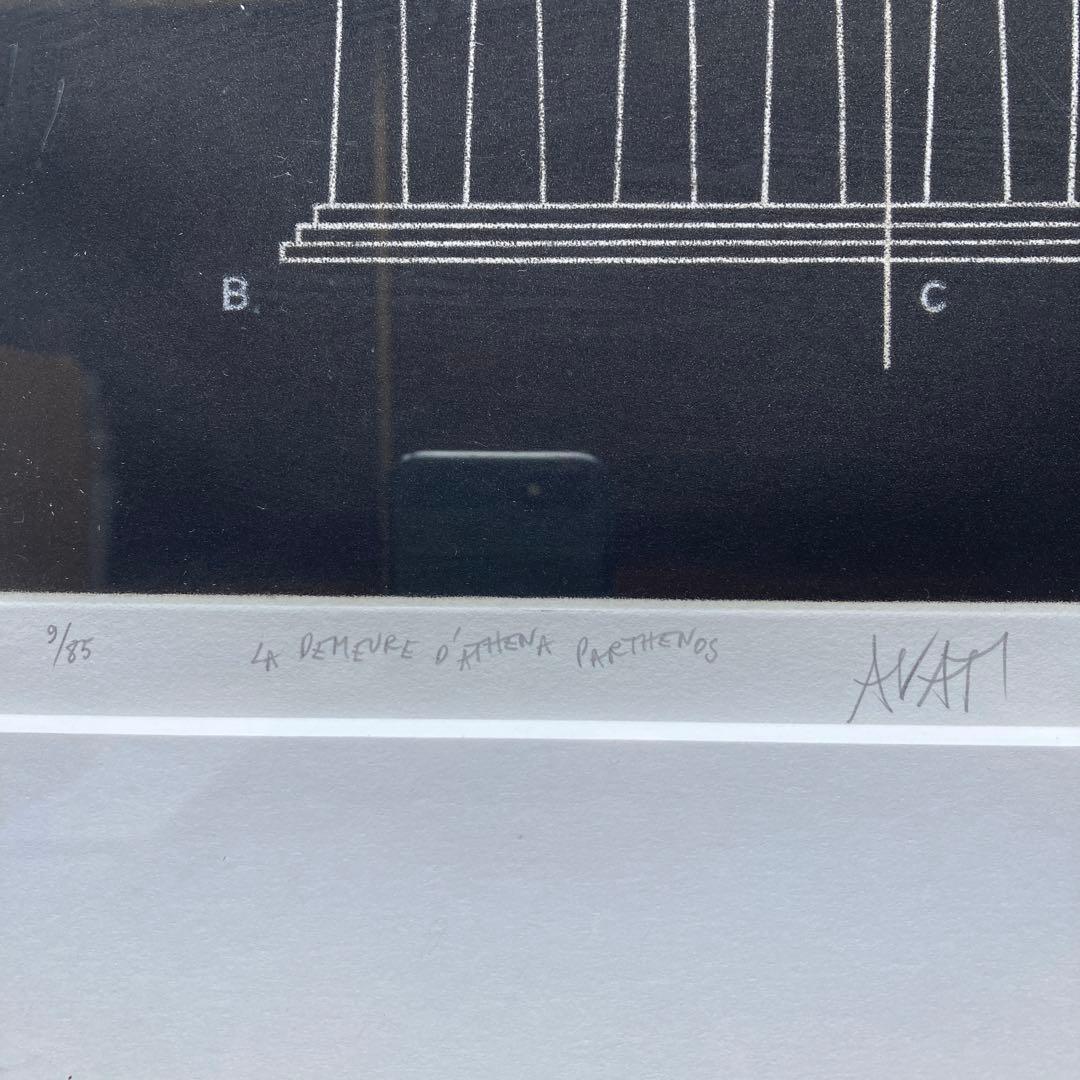 B. C
9/85 LA DEMEURE D'ATHENA PARTHENOS AVATI